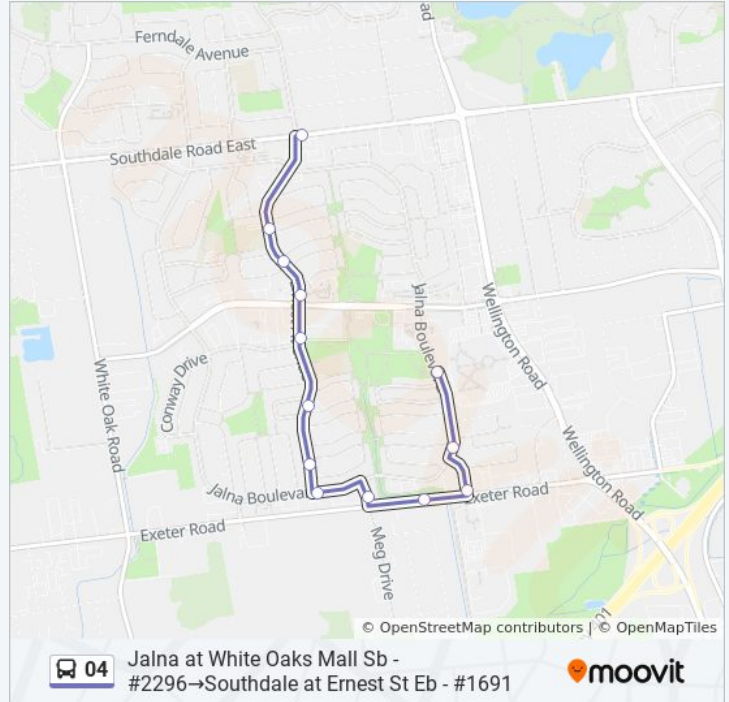 ad
Ferndale Avenue
Southdale Road East
Jalna Boulev
Wellington Road
Conway Drive
White Oak Road
Wellington Road
Jalna Bouleva
Exeter Road
Exeter Road
Meg Drive
© OpenStreetMap contributors | © OpenMapTiles
04
Jalna at White Oaks Mall Sb -
#2296→Southdale at Ernest St Eb - #1691
moovit